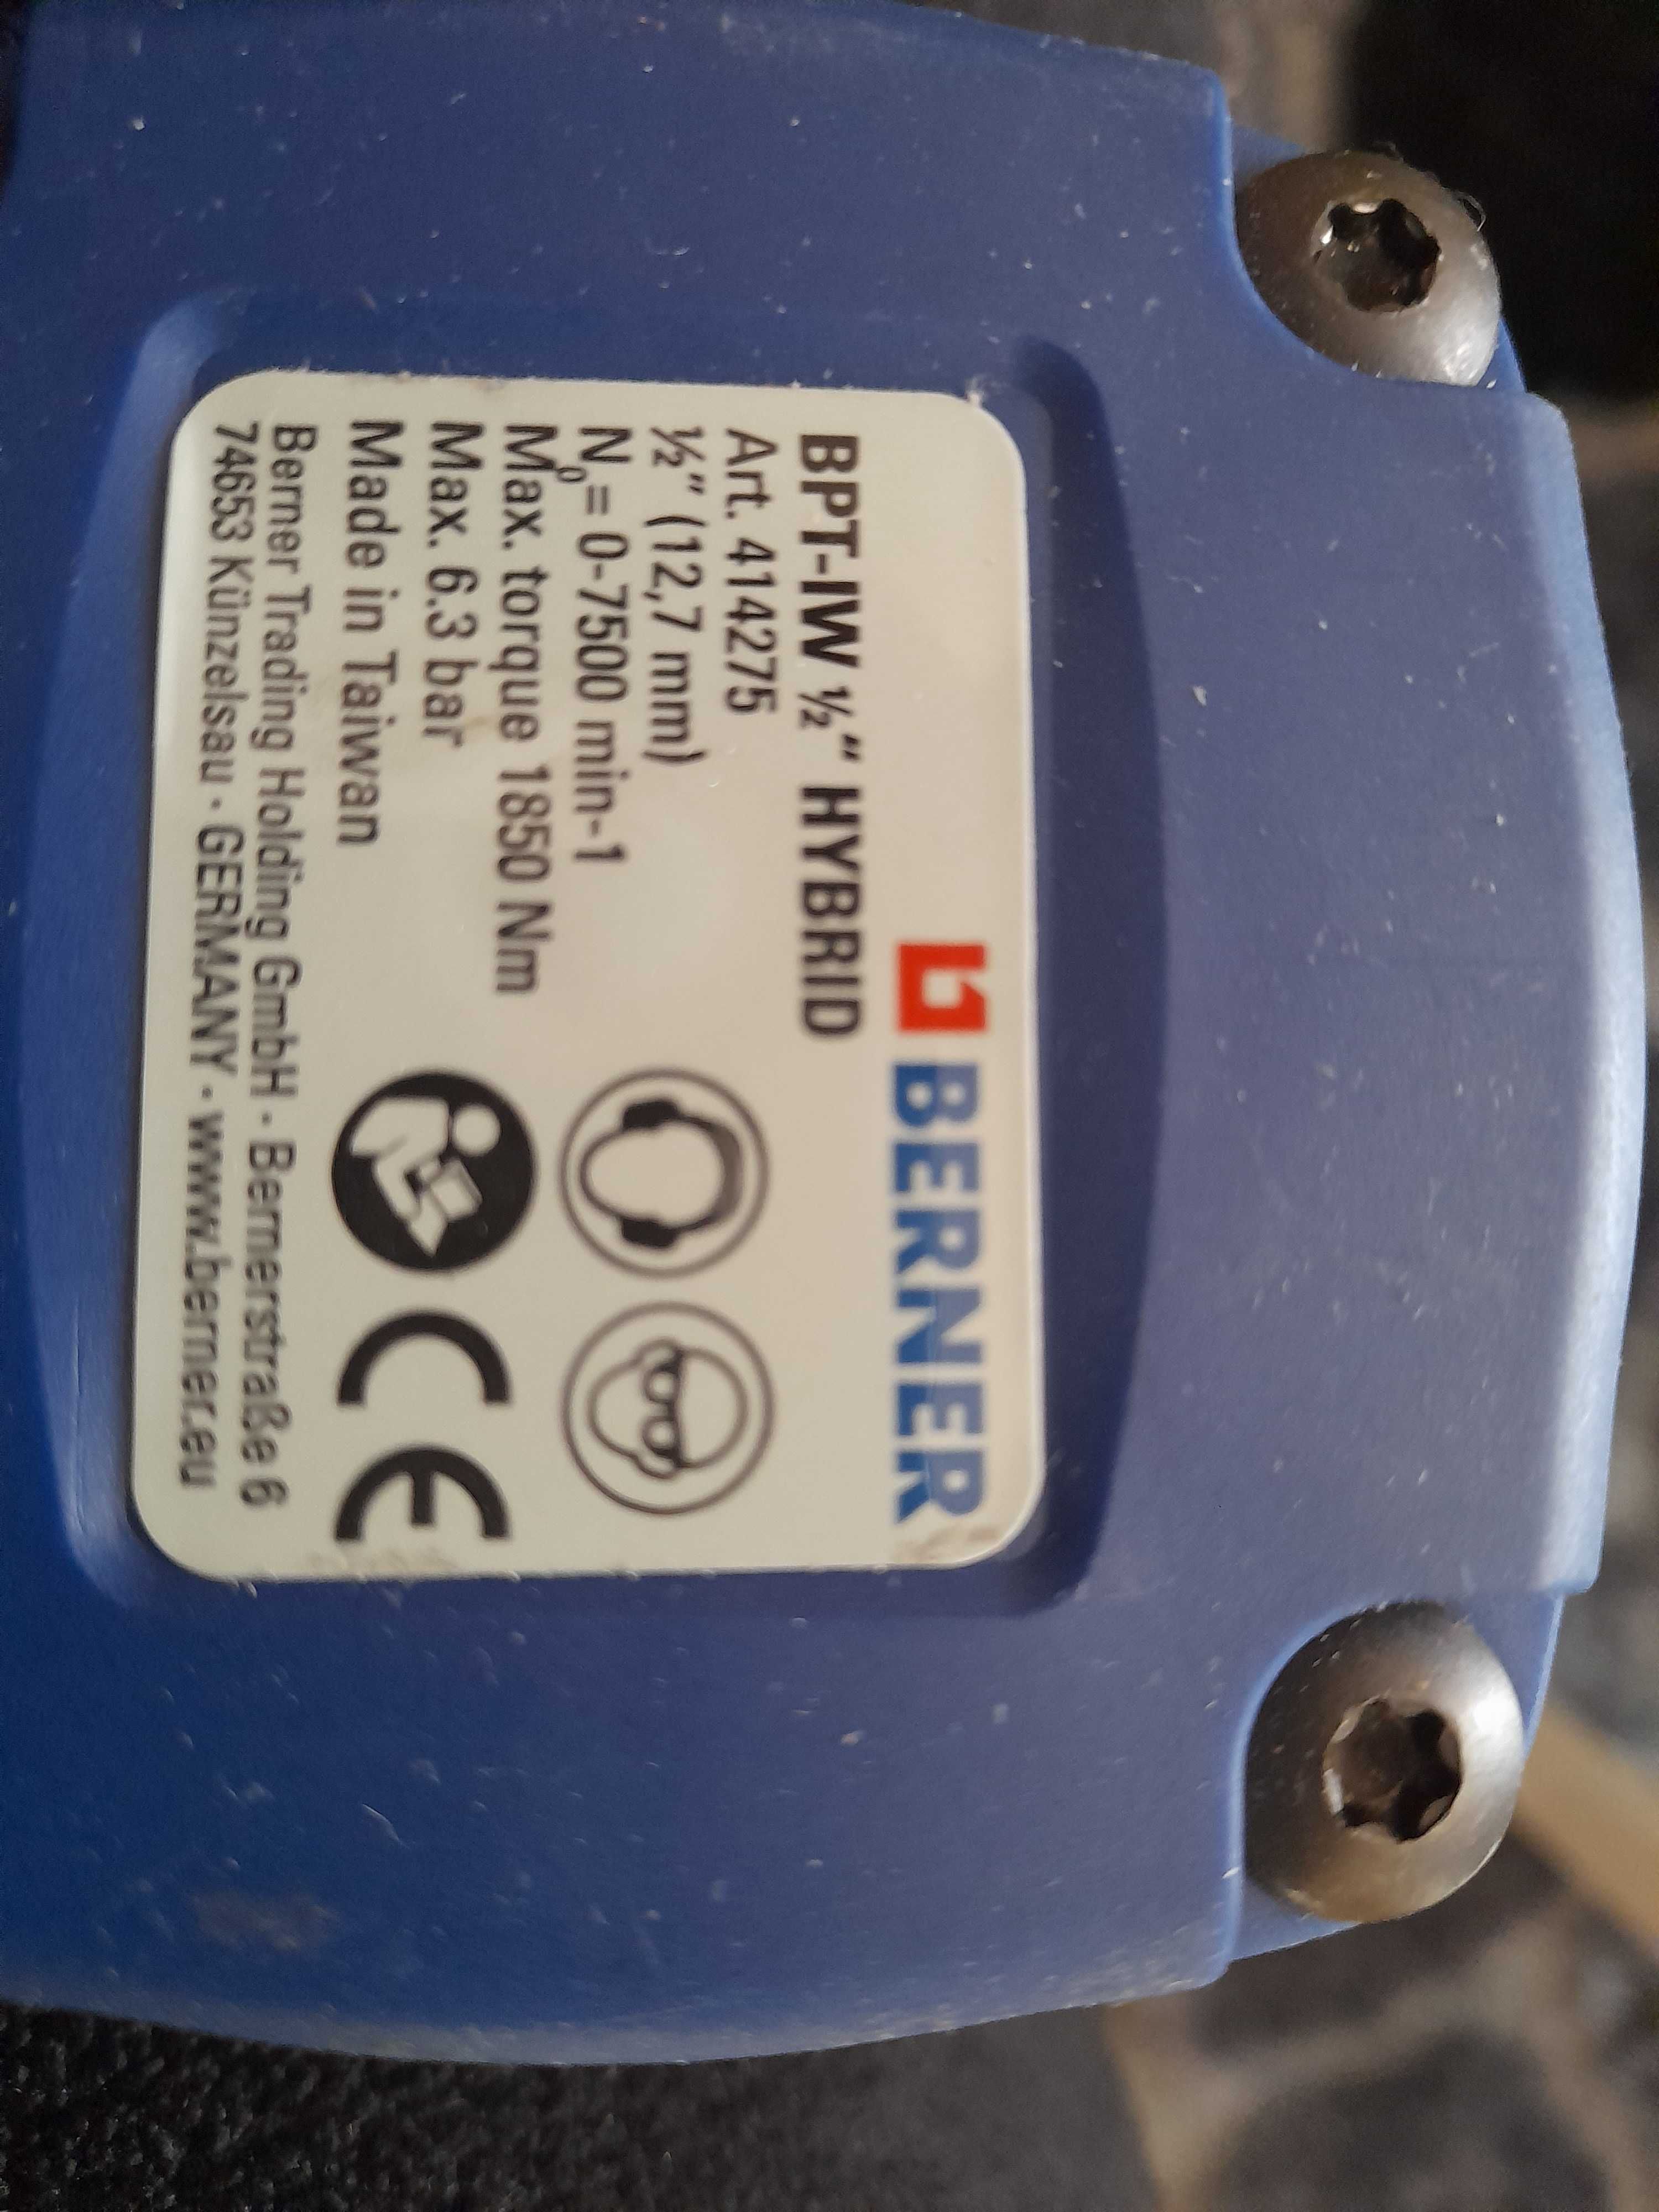 BERNER
BPT-IW ½“ HYBRID
Art. 414275
½“ (12,7 mm)
N₀= 0-7500 min-1
Max. torque 1850 Nm
Max. 6.3 bar
Made in Taiwan
CE
Berner Trading Holding GmbH · Bernerstraße 6
74653 Künzelsau · GERMANY · www.berner.eu